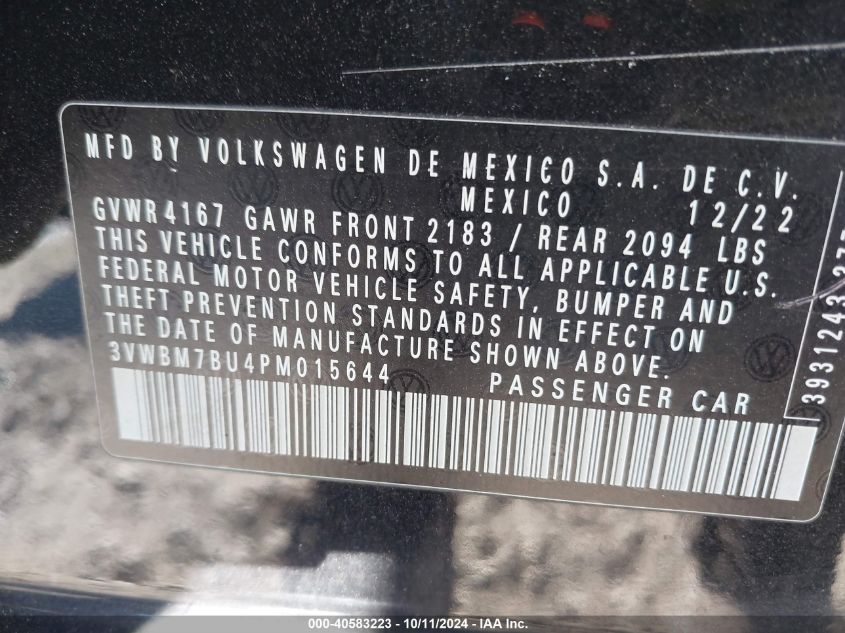 MFD BY VOLKSWAGEN DE MEXICO S.A. DE C.V.
MEXICO 12/22
GVWR 4167 GAWR FRONT 2183 / REAR 2094 LBS
THIS VEHICLE CONFORMS TO ALL APPLICABLE U.S.
FEDERAL MOTOR VEHICLE SAFETY, BUMPER AND
THEFT PREVENTION STANDARDS IN EFFECT ON
THE DATE OF MANUFACTURE SHOWN ABOVE.
3VWBM7BU4PM015644 PASSENGER CAR
3931243
000-40583223 - 10/11/2024 - IAA Inc.